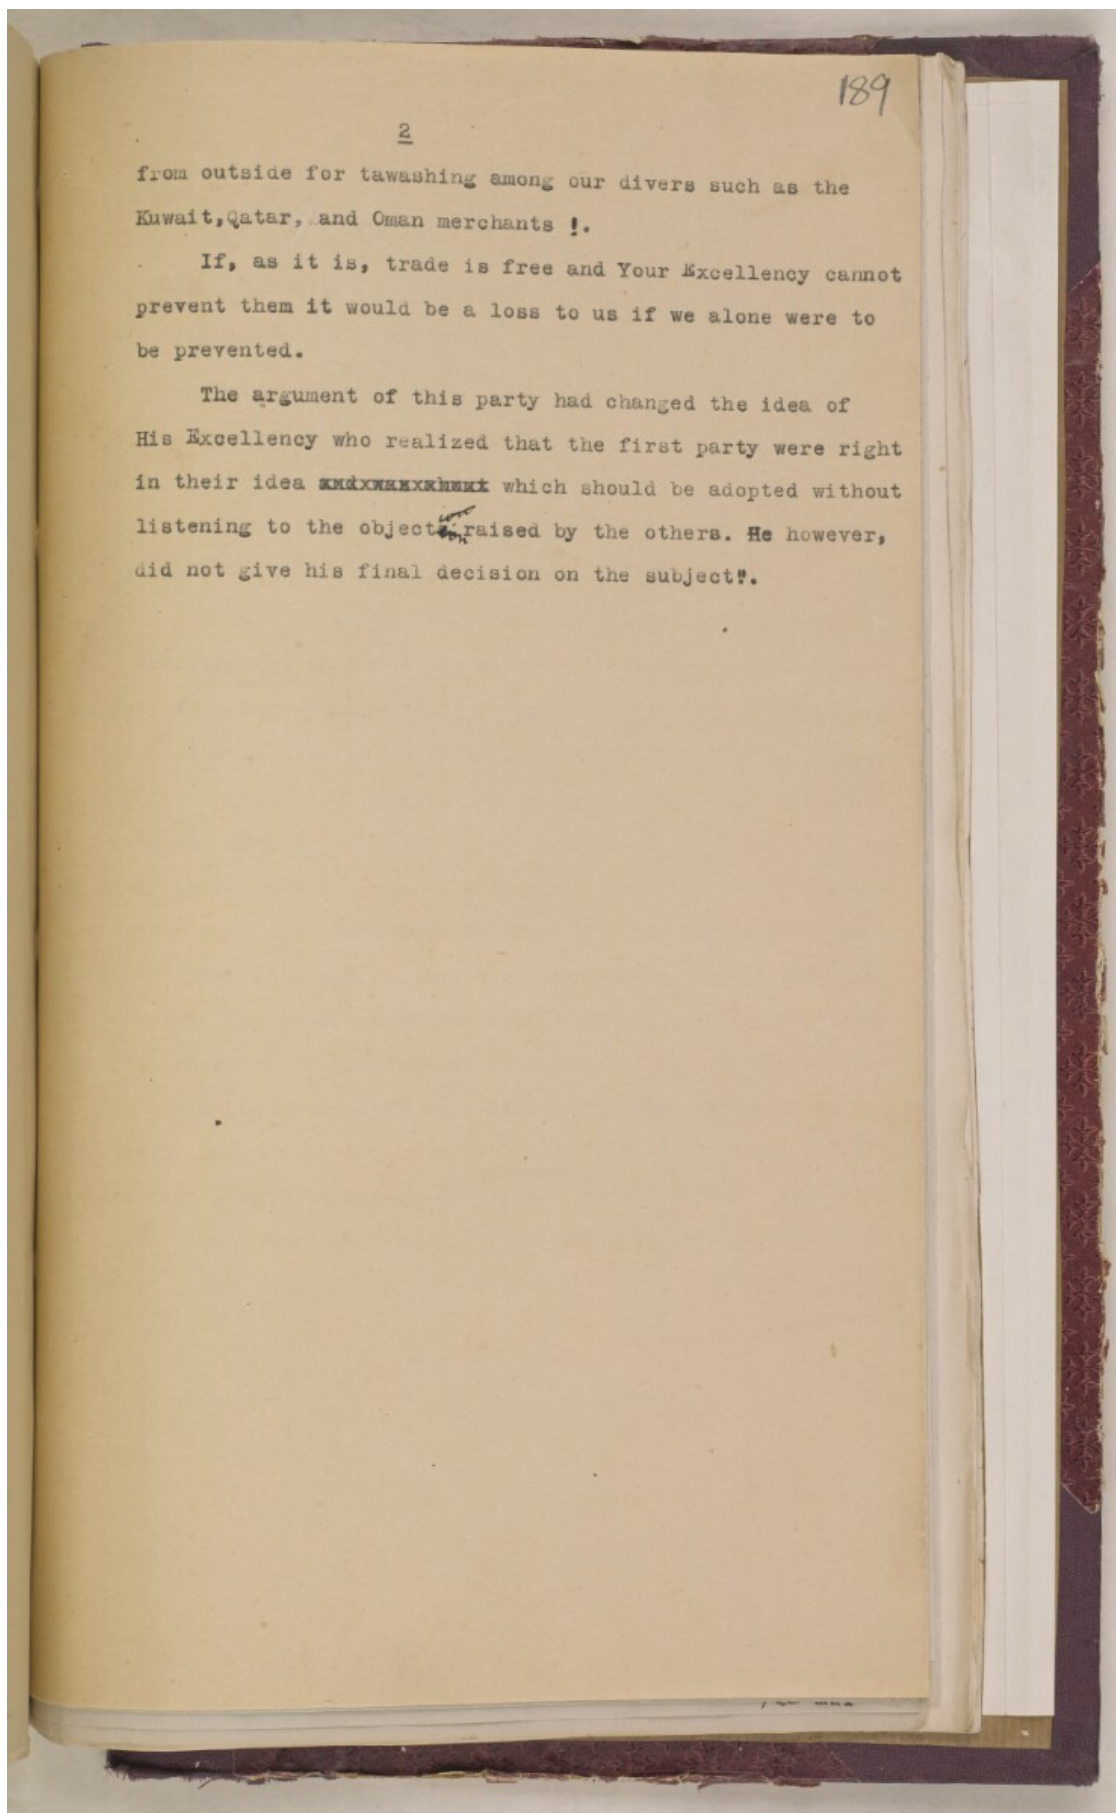 189
2
from outside for tawashing among our divers such as the
Kuwait,Qatar, and Oman merchants !.
If, as it is, trade is free and Your Excellency cannot
prevent them it would be a loss to us if we alone were to
be prevented.
The argument of this party had changed the idea of
His Excellency who realized that the first party were right
in their idea which should be adopted without
listening to the object raised by the others. He however,
did not give his final decision on the subject".